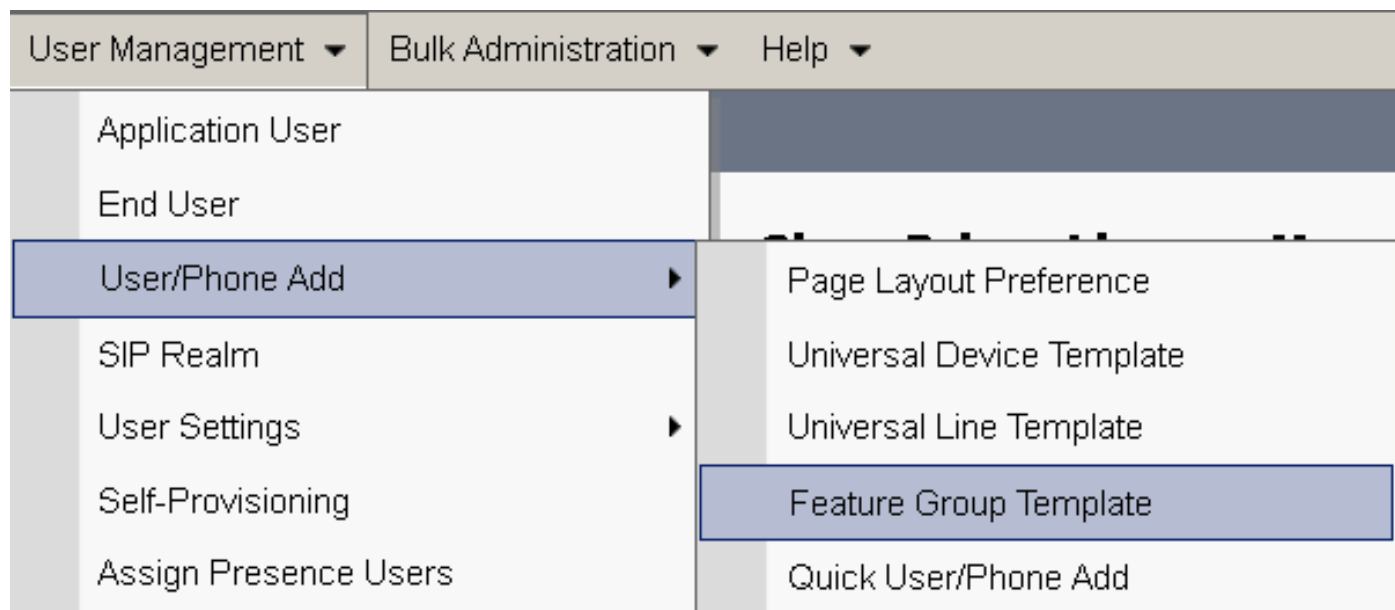 User Management Bulk Administration Help
Application User
End User
User/Phone Add
SIP Realm
User Settings
Self-Provisioning
Assign Presence Users
Page Layout Preference
Universal Device Template
Universal Line Template
Feature Group Template
Quick User/Phone Add